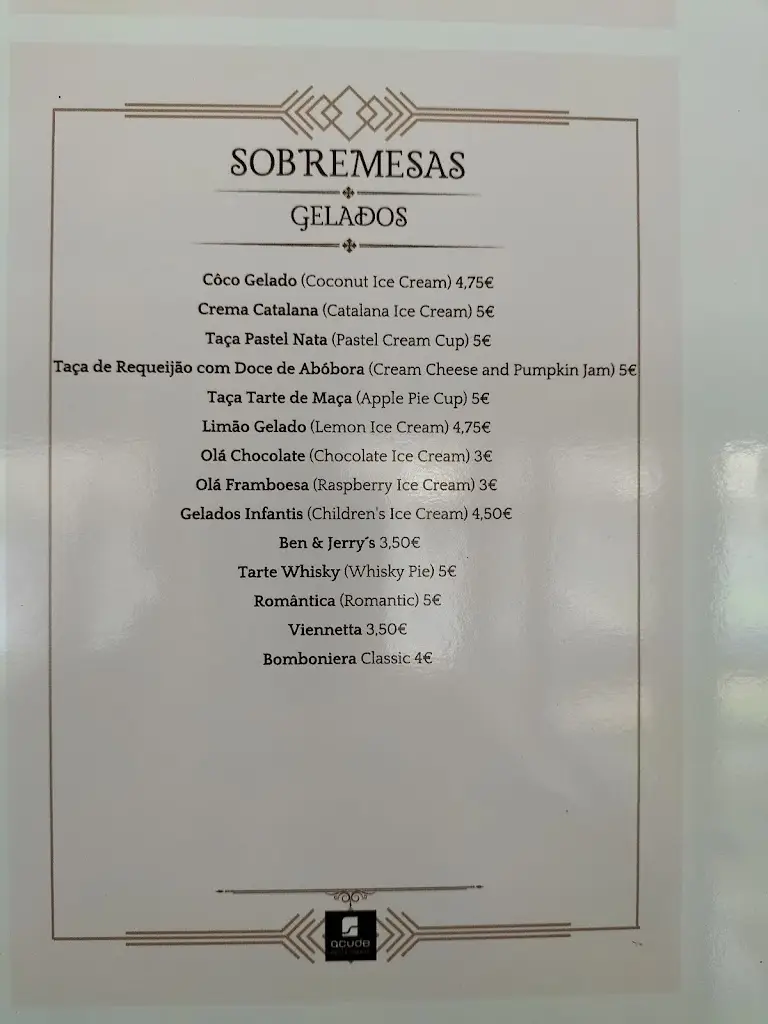 SOBREMESAS
GELADOS
Côco Gelado (Coconut Ice Cream) 4,75€
Crema Catalana (Catalana Ice Cream) 5€
Taça Pastel Nata (Pastel Cream Cup) 5€
Taça de Requeijão com Doce de Abóbora (Cream Cheese and Pumpkin Jam) 5€
Taça Tarte de Maça (Apple Pie Cup) 5€
Limão Gelado (Lemon Ice Cream) 4,75€
Olá Chocolate (Chocolate Ice Cream) 3€
Olá Framboesa (Raspberry Ice Cream) 3€
Gelados Infantis (Children's Ice Cream) 4,50€
Ben & Jerry´s 3,50€
Tarte Whisky (Whisky Pie) 5€
Romântica (Romantic) 5€
Viennetta 3,50€
Bomboniera Classic 4€
acude